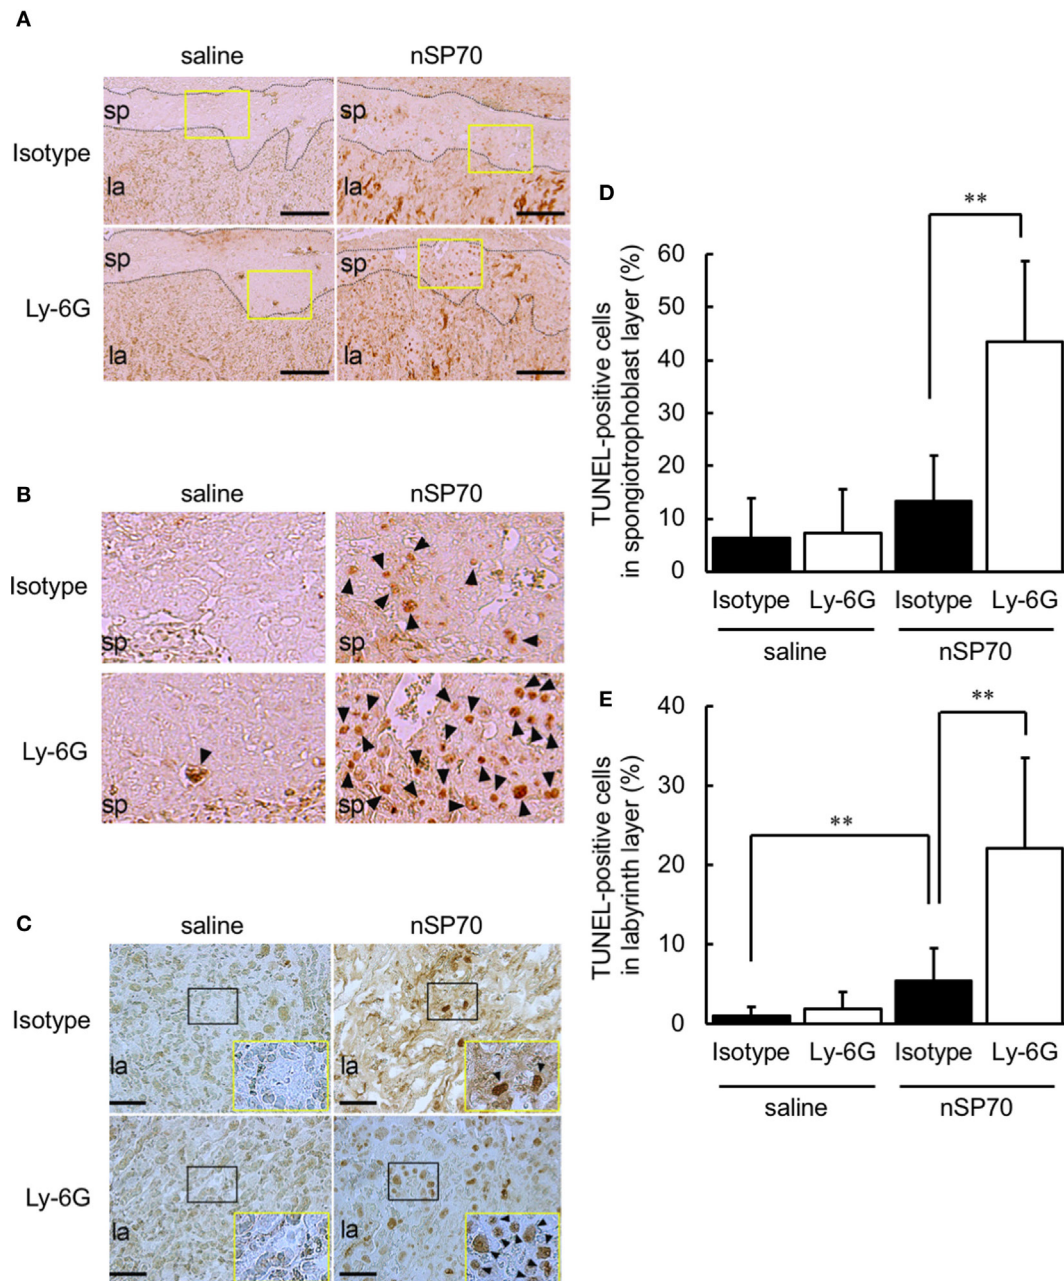 A
saline nSP70
Isotype
sp sp
la la
Ly-6G
sp sp
la la
B
saline nSP70
Isotype
sp sp
Ly-6G
sp sp
C
saline nSP70
Isotype
la la
Ly-6G
la la
D
**
TUNEL-positive cells
in spongiotrophoblast layer (%)
60
50
40
30
20
10
0
Isotype Ly-6G Isotype Ly-6G
saline nSP70
E
**
**
TUNEL-positive cells
in labyrinth layer (%)
40
30
20
10
0
Isotype Ly-6G Isotype Ly-6G
saline nSP70